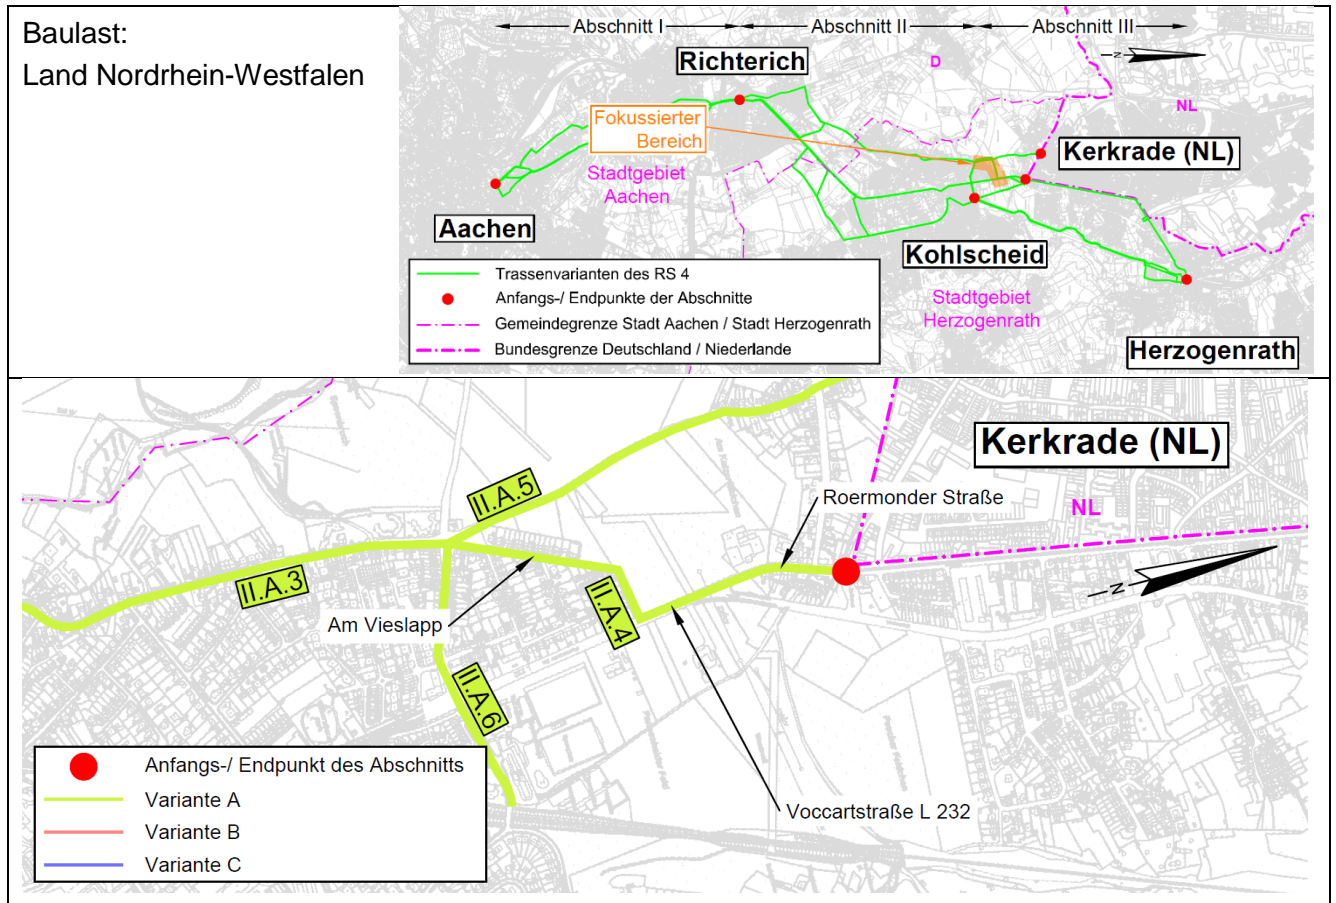 Baulast:
Land Nordrhein-Westfalen
Abschnitt I
Abschnitt II
Abschnitt III
Richterich
D
N
NL
Fokussierter
Bereich
Kerkrade (NL)
Stadtgebiet
Aachen
Aachen
Kohlscheid
Trassenvarianten des RS 4
Anfangs-/ Endpunkte der Abschnitte
Gemeindegrenze Stadt Aachen / Stadt Herzogenrath
Bundesgrenze Deutschland / Niederlande
Stadtgebiet
Herzogenrath
Herzogenrath
Kerkrade (NL)
II.A.5
Roermonder Straße
NL
II.A.3
N
II.A.4
Am Vieslapp
II.A.6
Anfangs-/ Endpunkt des Abschnitts
Variante A
Variante B
Variante C
Voccartstraße L 232